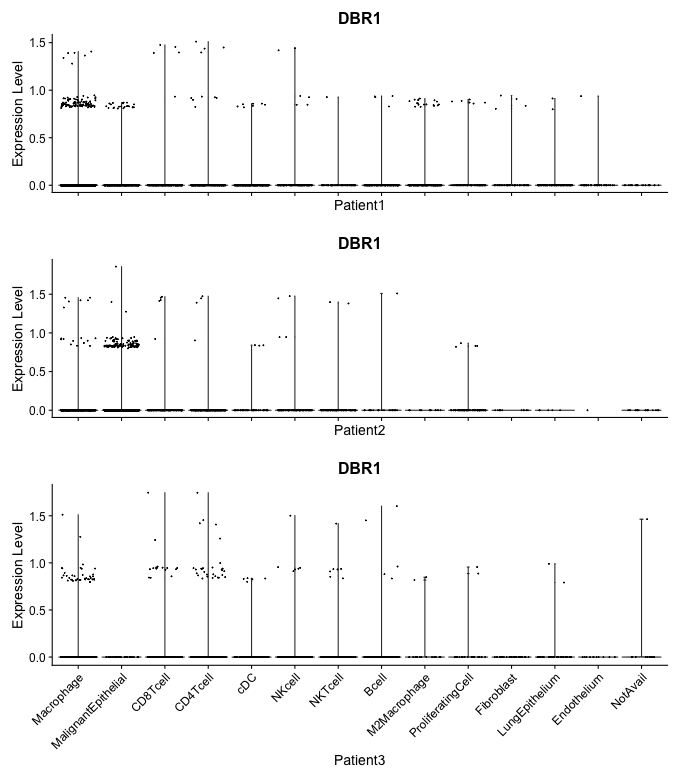 DBR1
Expression Level
1.5
1.0
0.5
0.0
Patient1
DBR1
Expression Level
1.5
1.0
0.5
0.0
Patient2
DBR1
Expression Level
1.5
1.0
0.5
0.0
Macrophage
MalignantEpithelial
CD8Tcell
CD4Tcell
cDC
NKcell
NKTcell
Bcell
M2Macrophage
ProliferatingCell
Fibroblast
LungEpithelium
Endothelium
NotAvail
Patient3